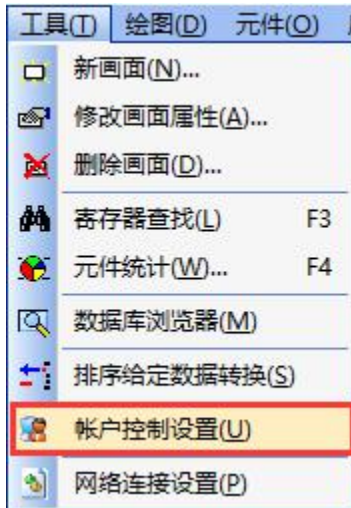 工具(T) 绘图(D) 元件(O)
新画面(N)...
修改画面属性(A)...
删除画面(D)...
寄存器查找(L) F3
元件统计(W)... F4
数据库浏览器(M)
排序给定数据转换(S)
帐户控制设置(U)
网络连接设置(P)